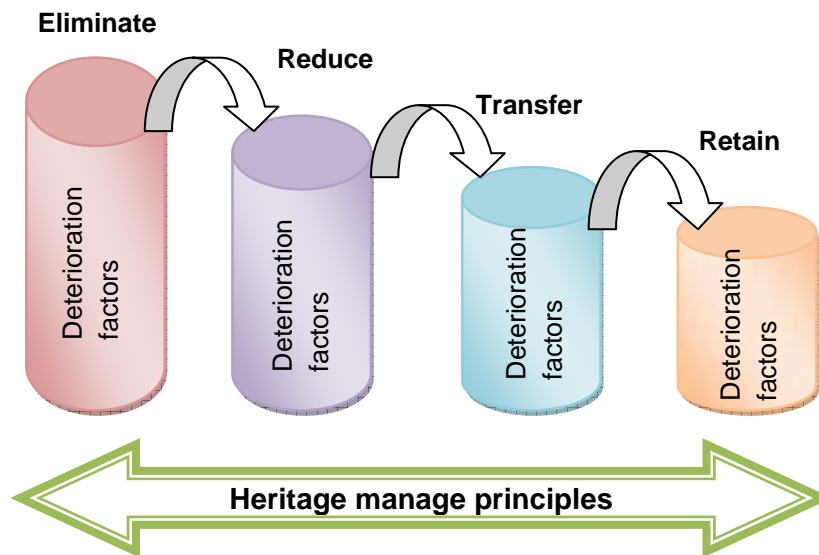 Eliminate
Reduce
Transfer
Retain
Deterioration
factors
Deterioration
factors
Deterioration
factors
Deterioration
factors
Heritage manage principles